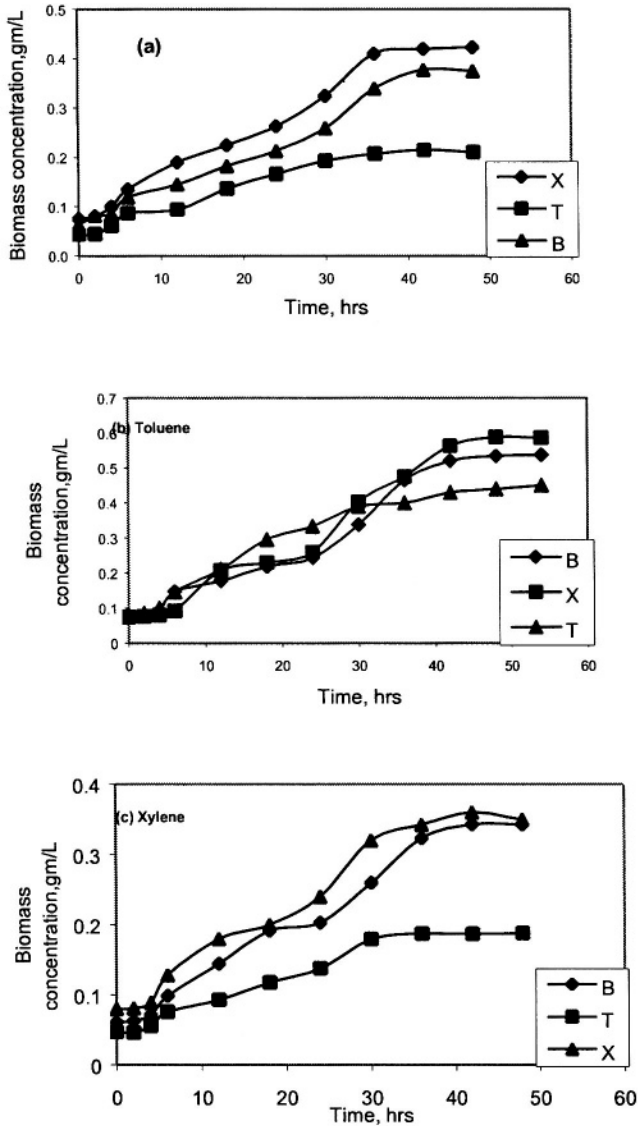 (a)
Biomass concentration,gm/L
0.5
0.4
0.3
0.2
0.1
0.0
0 10 20 30 40 50 60
Time, hrs
X
T
B
(b) Toluene
Biomass
concentration,gm/L
0.7
0.6
0.5
0.4
0.3
0.2
0.1
0
0 10 20 30 40 50 60
Time, hrs
B
X
T
(c) Xylene
Biomass
concentration,gm/L
0.4
0.3
0.2
0.1
0
0 10 20 30 40 50 60
Time, hrs
B
T
X